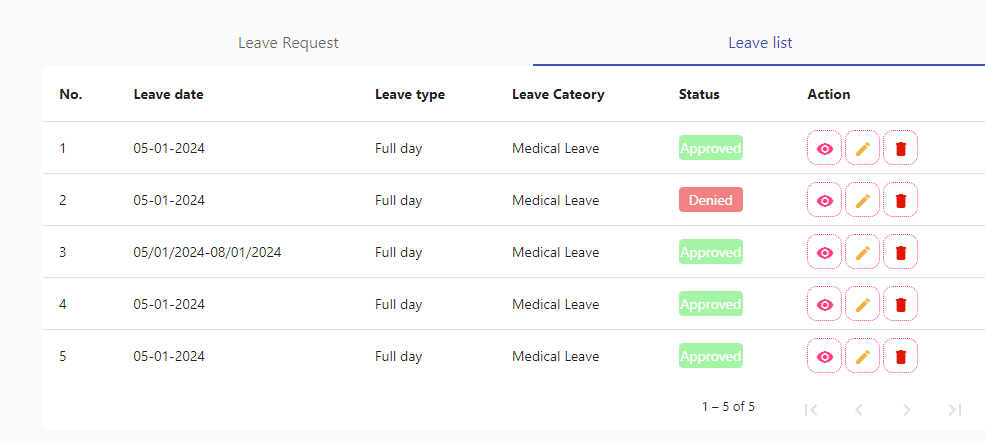 Leave Request Leave list
No. Leave date Leave type Leave Cateory Status Action
1 05-01-2024 Full day Medical Leave Approved
2 05-01-2024 Full day Medical Leave Denied
3 05/01/2024-08/01/2024 Full day Medical Leave Approved
4 05-01-2024 Full day Medical Leave Approved
5 05-01-2024 Full day Medical Leave Approved
1 – 5 of 5